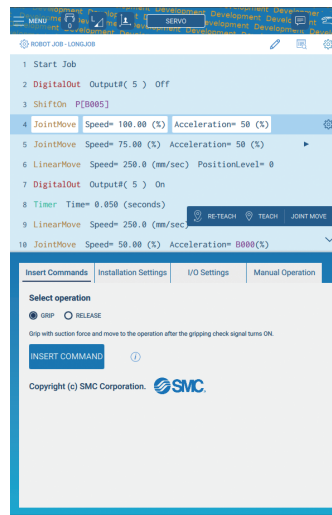 MENU
0
SERVO
ROBOT JOB - LONGJOB
1 Start Job
2 DigitalOut Output#( 5 ) Off
3 ShiftOn P[B005]
4 JointMove Speed= 100.00 (%) Acceleration= 50 (%)
5 JointMove Speed= 75.00 (%) Acceleration= 50 (%)
6 LinearMove Speed= 250.0 (mm/sec) PositionLevel= 0
7 DigitalOut Output#( 5 ) On
8 Timer Time= 0.050 (seconds)
RE-TEACH TEACH JOINT MOVE
9 LinearMove Speed= 250.0 (mm/sec)
10 JointMove Speed= 50.00 (%) Acceleration= B000(%)
Insert Commands Installation Settings I/O Settings Manual Operation
Select operation
GRIP RELEASE
Grip with suction force and move to the operation after the gripping check signal turns ON.
INSERT COMMAND
Copyright (c) SMC Corporation. SMC.